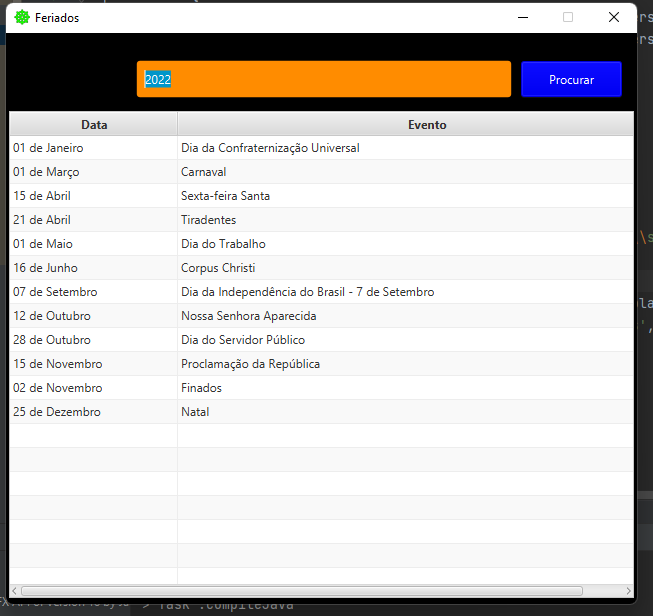 Feriados
2022
Procurar
Data Evento
01 de Janeiro Dia da Confraternização Universal
01 de Março Carnaval
15 de Abril Sexta-feira Santa
21 de Abril Tiradentes
01 de Maio Dia do Trabalho
16 de Junho Corpus Christi
07 de Setembro Dia da Independência do Brasil - 7 de Setembro
12 de Outubro Nossa Senhora Aparecida
28 de Outubro Dia do Servidor Público
15 de Novembro Proclamação da República
02 de Novembro Finados
25 de Dezembro Natal
> Task :compileJava